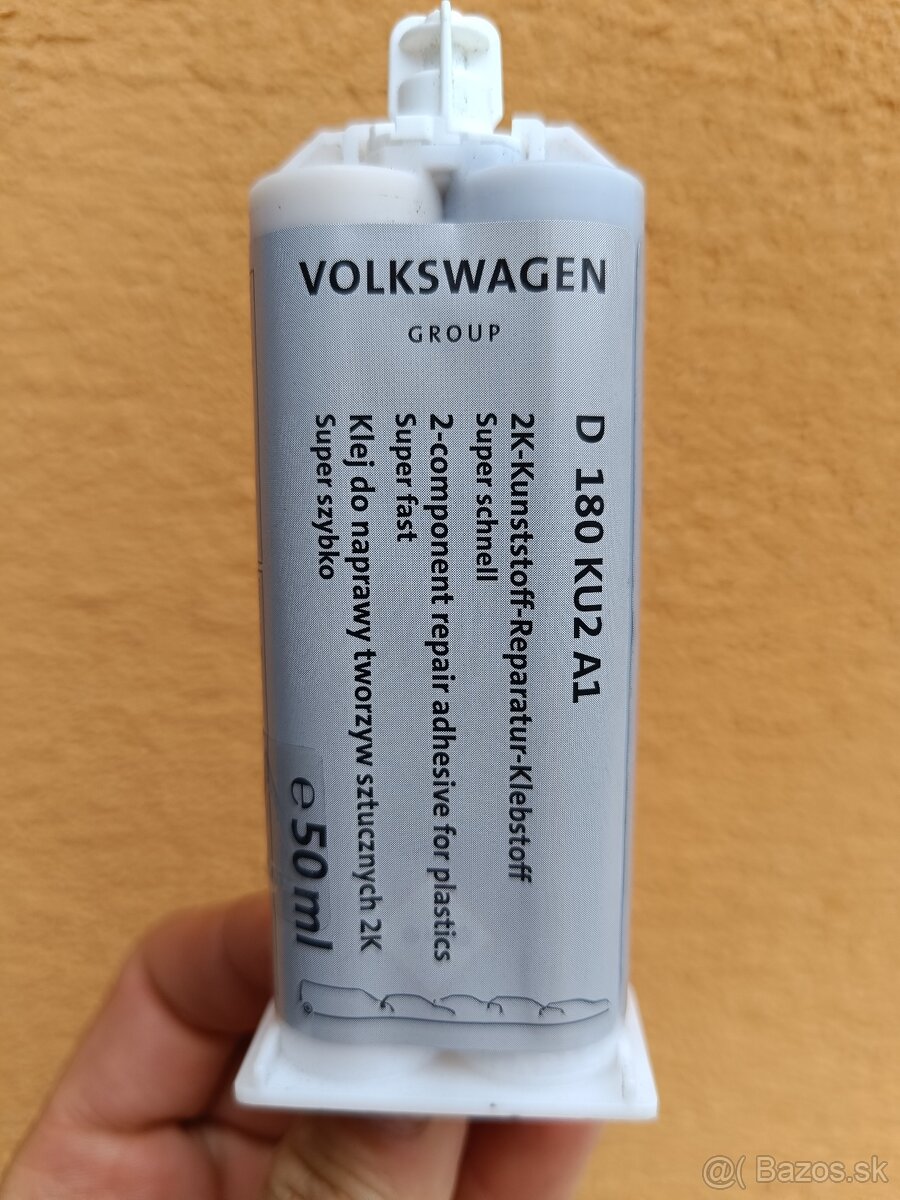 VOLKSWAGEN
GROUP
D 180 KU2 A1
2K-Kunststoff-Reparatur-Klebstoff
Super schnell
2-component repair adhesive for plastics
Super fast
Klej do naprawy tworzyw sztucznych 2K
Super szybko
℮ 50 ml
@( Bazos.sk